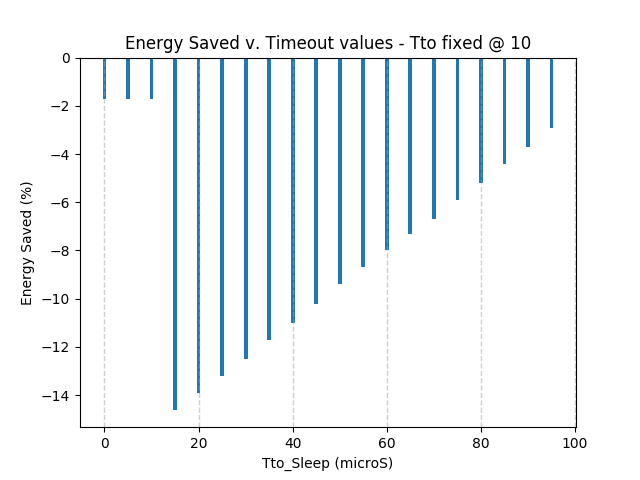 Energy Saved v. Timeout values - Tto fixed @ 10
0
−2
−4
−6
−8
−10
−12
−14
Energy Saved (%)
0 20 40 60 80 100
Tto_Sleep (microS)